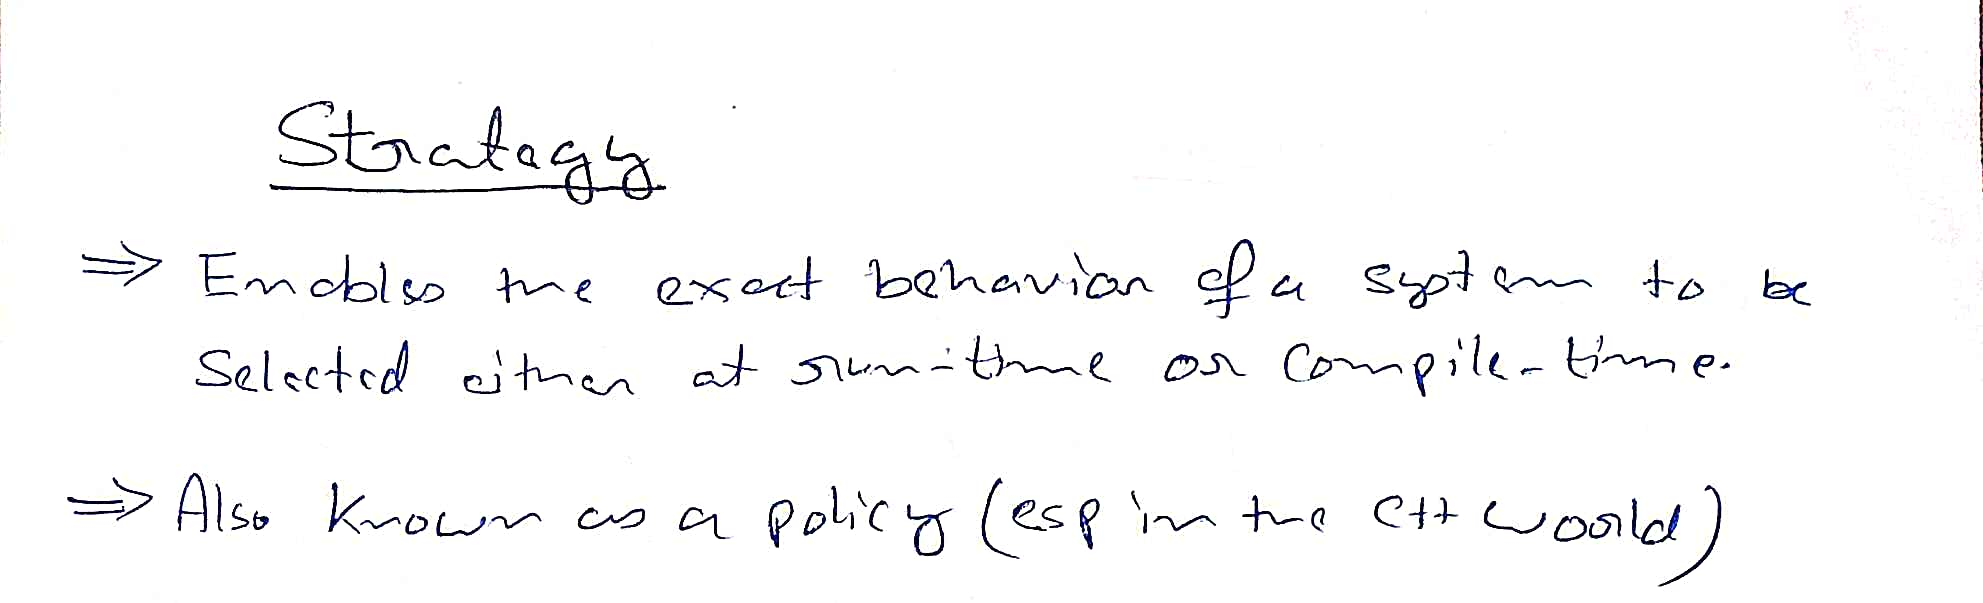 Strategy
⇒ Enables the exact behavior of a system to be
Selected either at run-time or Compile-time.
⇒ Also Known as a policy (esp in the C++ woorld)